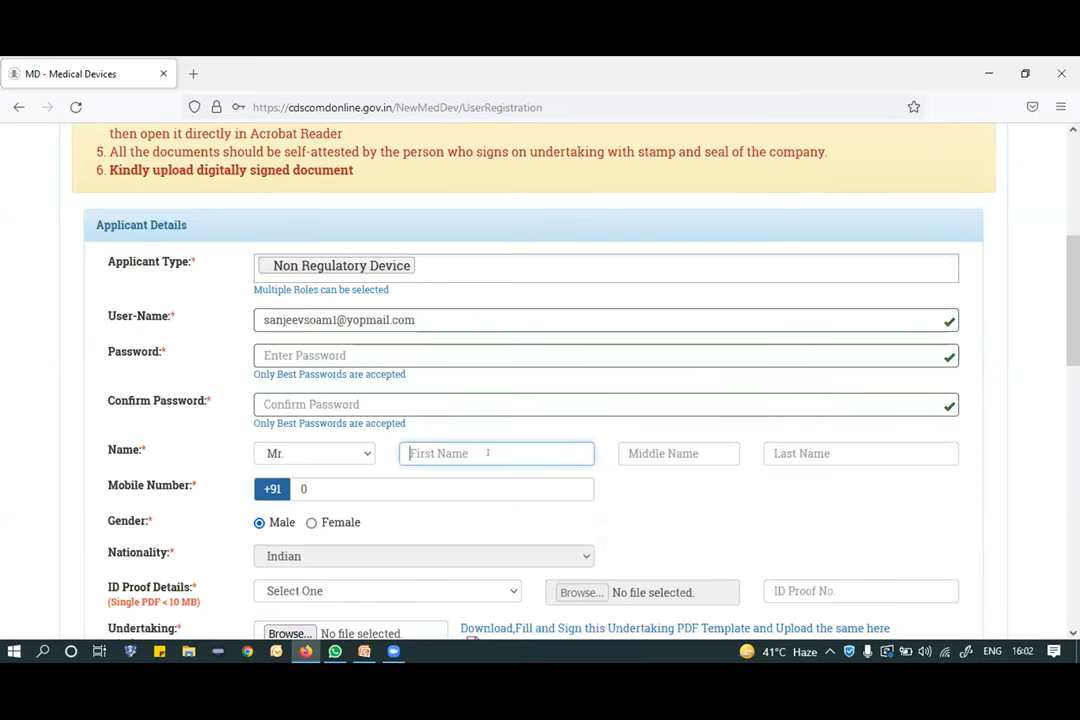 MD - Medical Devices
https://cdscomdonline.gov.in/NewMedDev/UserRegistration
then open it directly in Acrobat Reader
5. All the documents should be self-attested by the person who signs on undertaking with stamp and seal of the company.
6. Kindly upload digitally signed document
Applicant Details
Applicant Type:* Non Regulatory Device
Multiple Roles can be selected
User-Name:* sanjeevsoam1@yopmail.com
Password:* Enter Password
Only Best Passwords are accepted
Confirm Password:* Confirm Password
Only Best Passwords are accepted
Name:* Mr. First Name Middle Name Last Name
Mobile Number:* +91 0
Gender:* Male Female
Nationality:* Indian
ID Proof Details:* Select One Browse... No file selected. ID Proof No.
(Single PDF < 10 MB)
Undertaking:* Browse... No file selected. Download,Fill and Sign this Undertaking PDF Template and Upload the same here
41°C Haze ENG 16:02